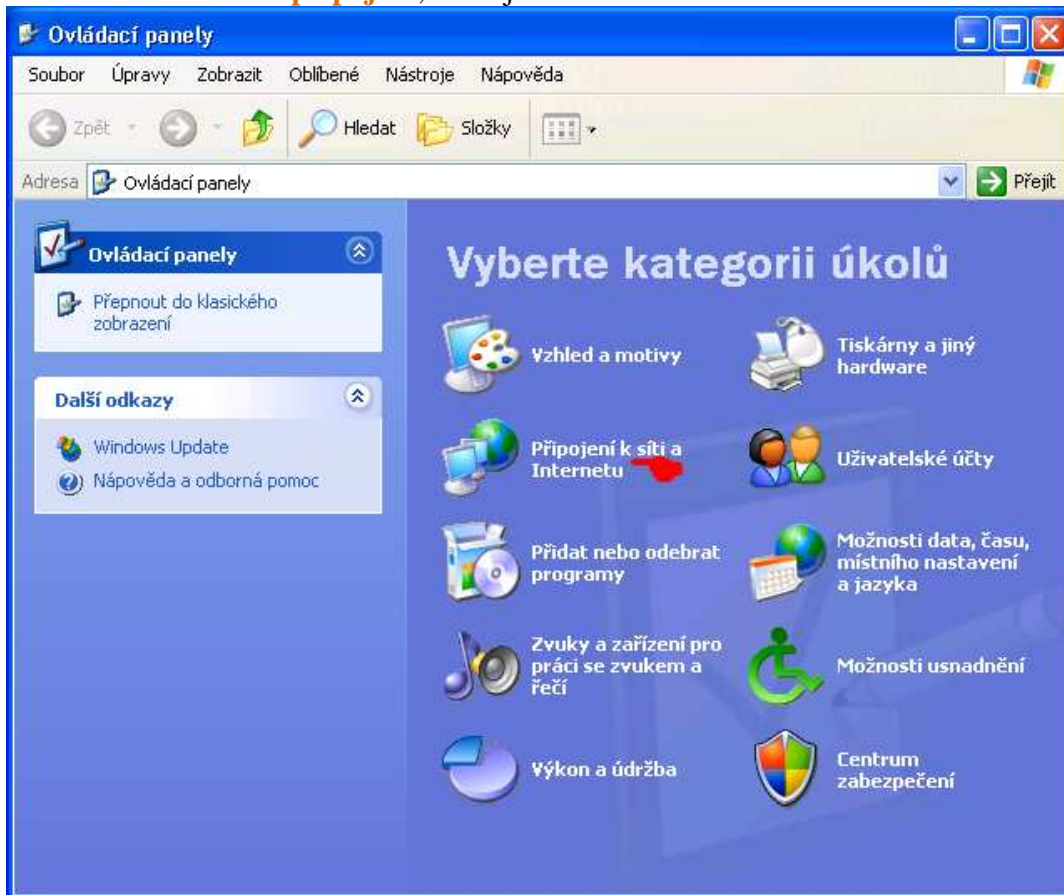 Ovládací panely
Soubor Úpravy Zobrazit Oblíbené Nástroje Nápověda
Zpět Hledat Složky
Adresa Ovládací panely Přejít
Ovládací panely
Přepnout do klasického
zobrazení
Další odkazy
Windows Update
Nápověda a odborná pomoc
Vyberte kategorii úkolů
Vzhled a motivy
Tiskárny a jiný
hardware
Připojení k síti a
Internetu
Uživatelské účty
Přidat nebo odebrat
programy
Možnosti data, času,
místního nastavení
a jazyka
Zvuky a zařízení pro
práci se zvukem a
řečí
Možnosti usnadnění
Výkon a údržba
Centrum
zabezpečení